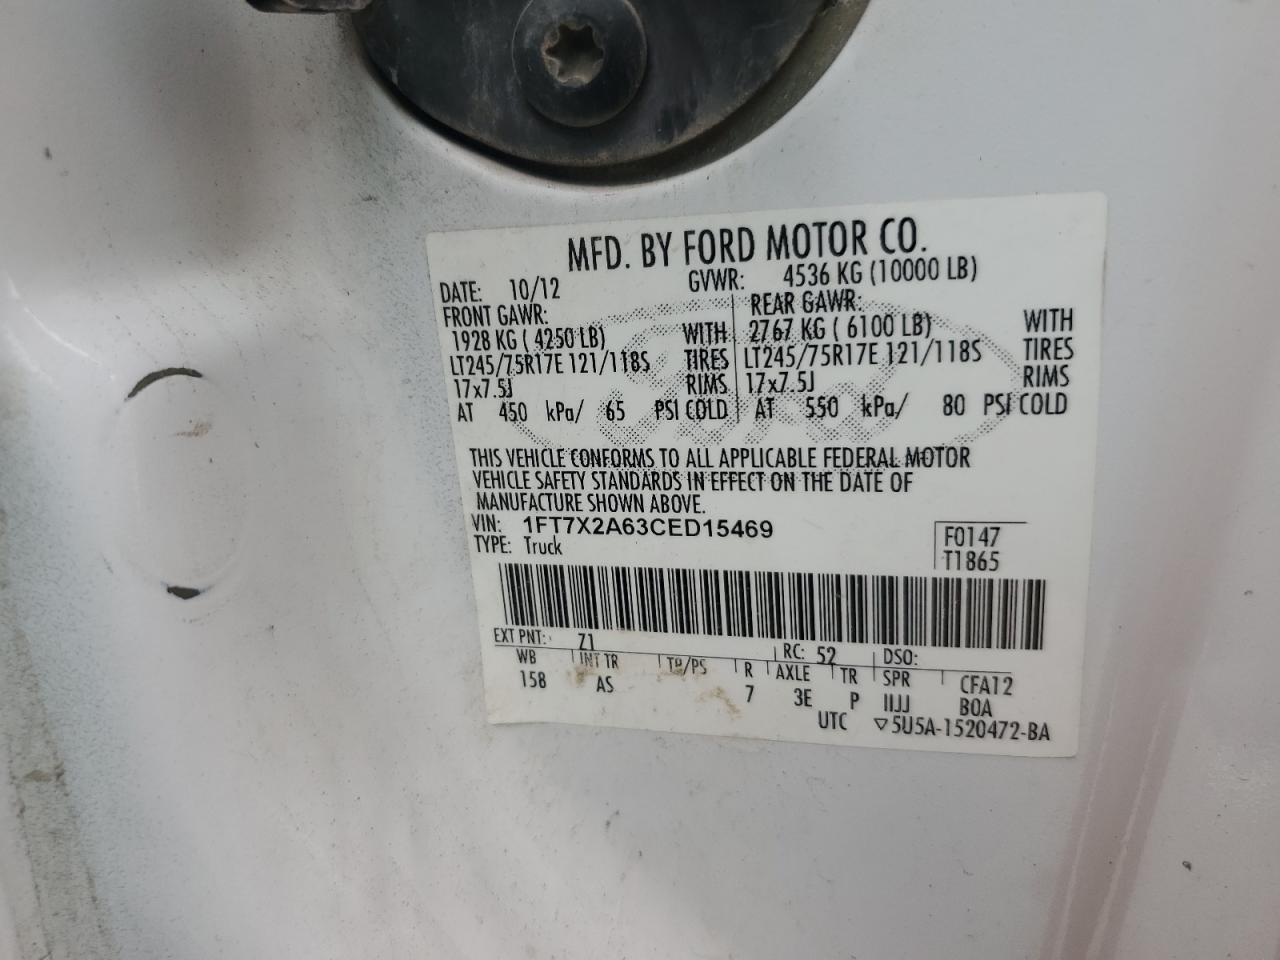 MFD. BY FORD MOTOR CO.
DATE: 10/12 GVWR: 4536 KG (10000 LB)
FRONT GAWR: REAR GAWR:
1928 KG ( 4250 LB) WITH 2767 KG ( 6100 LB) WITH
LT245/75R17E 121/118S TIRES LT245/75R17E 121/118S TIRES
17x7.5J RIMS 17x7.5J RIMS
AT 450 kPa/ 65 PSI COLD AT 550 kPa/ 80 PSI COLD
THIS VEHICLE CONFORMS TO ALL APPLICABLE FEDERAL MOTOR
VEHICLE SAFETY STANDARDS IN EFFECT ON THE DATE OF
MANUFACTURE SHOWN ABOVE.
VIN: 1FT7X2A63CED15469 F0147
TYPE: Truck T1865
EXT PNT: Z1 RC: 52 DSO:
WB INT TR TP/PS R AXLE TR SPR CFA12
158 AS 7 3E P IIJJ B0A
UTC ▽5U5A-1520472-BA